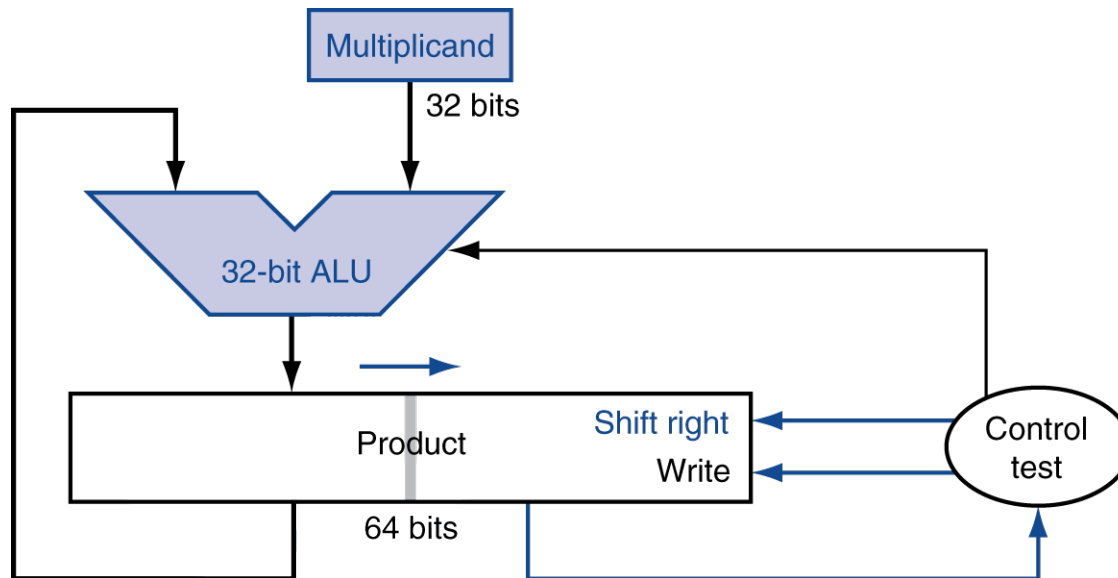 Multiplicand
32 bits
32-bit ALU
Product
Shift right
Write
64 bits
Control
test